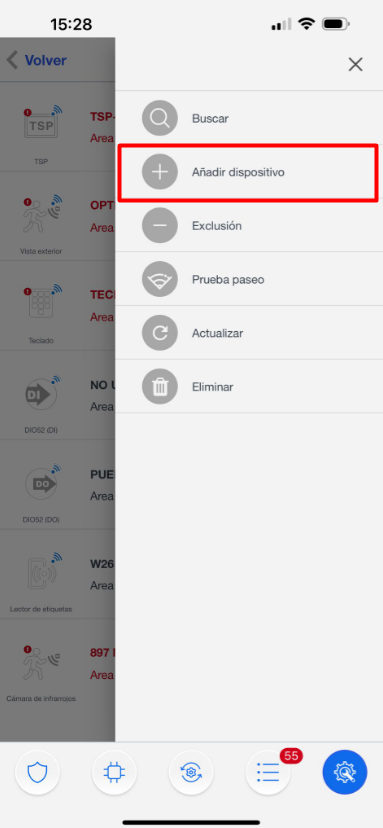 15:28
Volver
Buscar
TSP
TSP-
Area
TSP
Añadir dispositivo
OPT
Area
Vista exterior
Exclusión
TEC
Area
Teclado
Prueba paseo
Actualizar
DI
NO
Area
DIOS2 (DI)
Eliminar
DO
PUE
Area
DIOS2 (DO)
W26
Area
Lector de etiquetas
897
Area
Cámara de infrarrojos
55